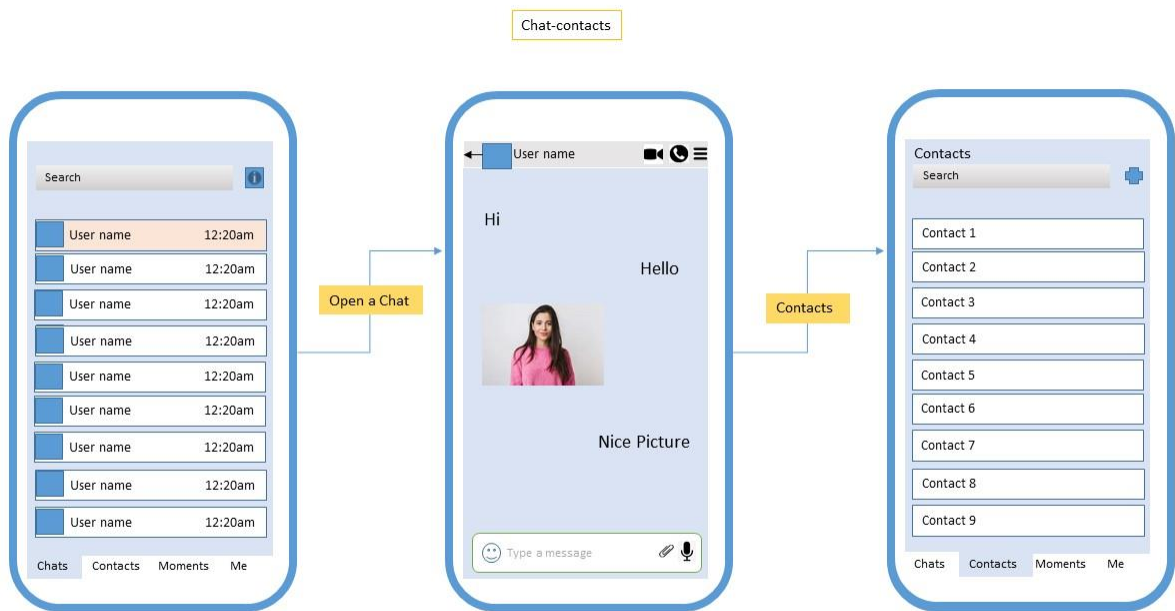 Chat-contacts
Search
User name 12:20am
User name 12:20am
User name 12:20am
User name 12:20am
User name 12:20am
User name 12:20am
User name 12:20am
User name 12:20am
User name 12:20am
Chats Contacts Moments Me
Open a Chat
User name
Hi
Hello
Nice Picture
Type a message
Contacts
Contacts
Search
Contact 1
Contact 2
Contact 3
Contact 4
Contact 5
Contact 6
Contact 7
Contact 8
Contact 9
Chats Contacts Moments Me